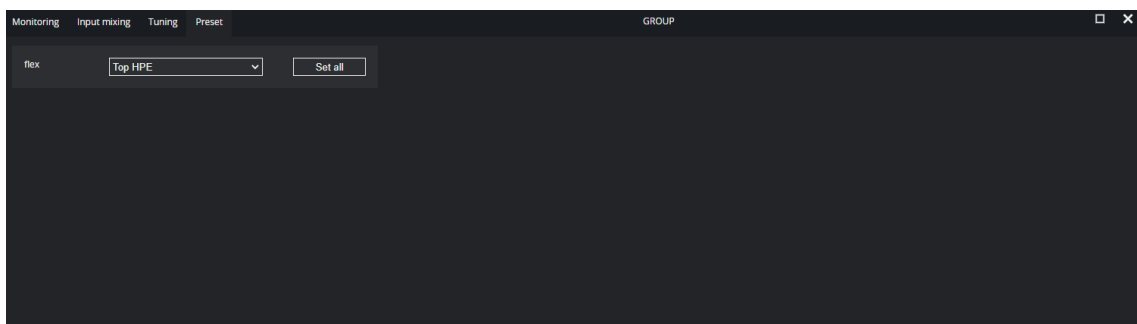 Monitoring Input mixing Tuning Preset GROUP
flex Top HPE Set all